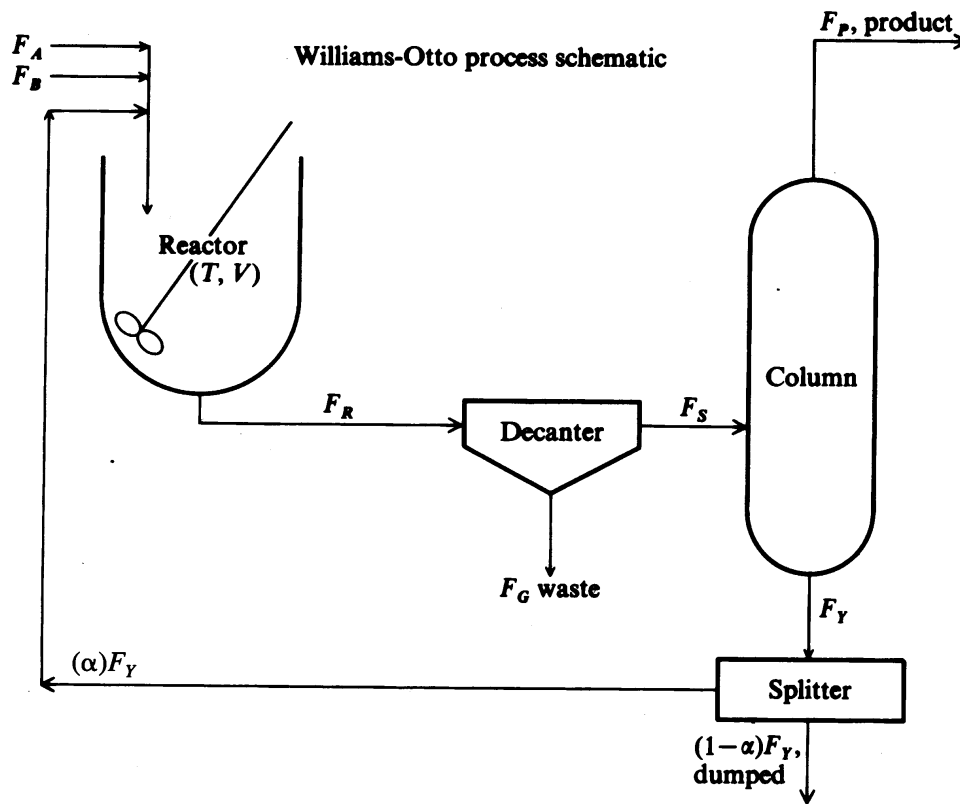 F_P, product
F_A
Williams-Otto process schematic
F_B
Reactor
(T, V)
Column
F_R
F_S
Decanter
F_G waste
F_Y
(α)F_Y
Splitter
(1−α)F_Y,
dumped